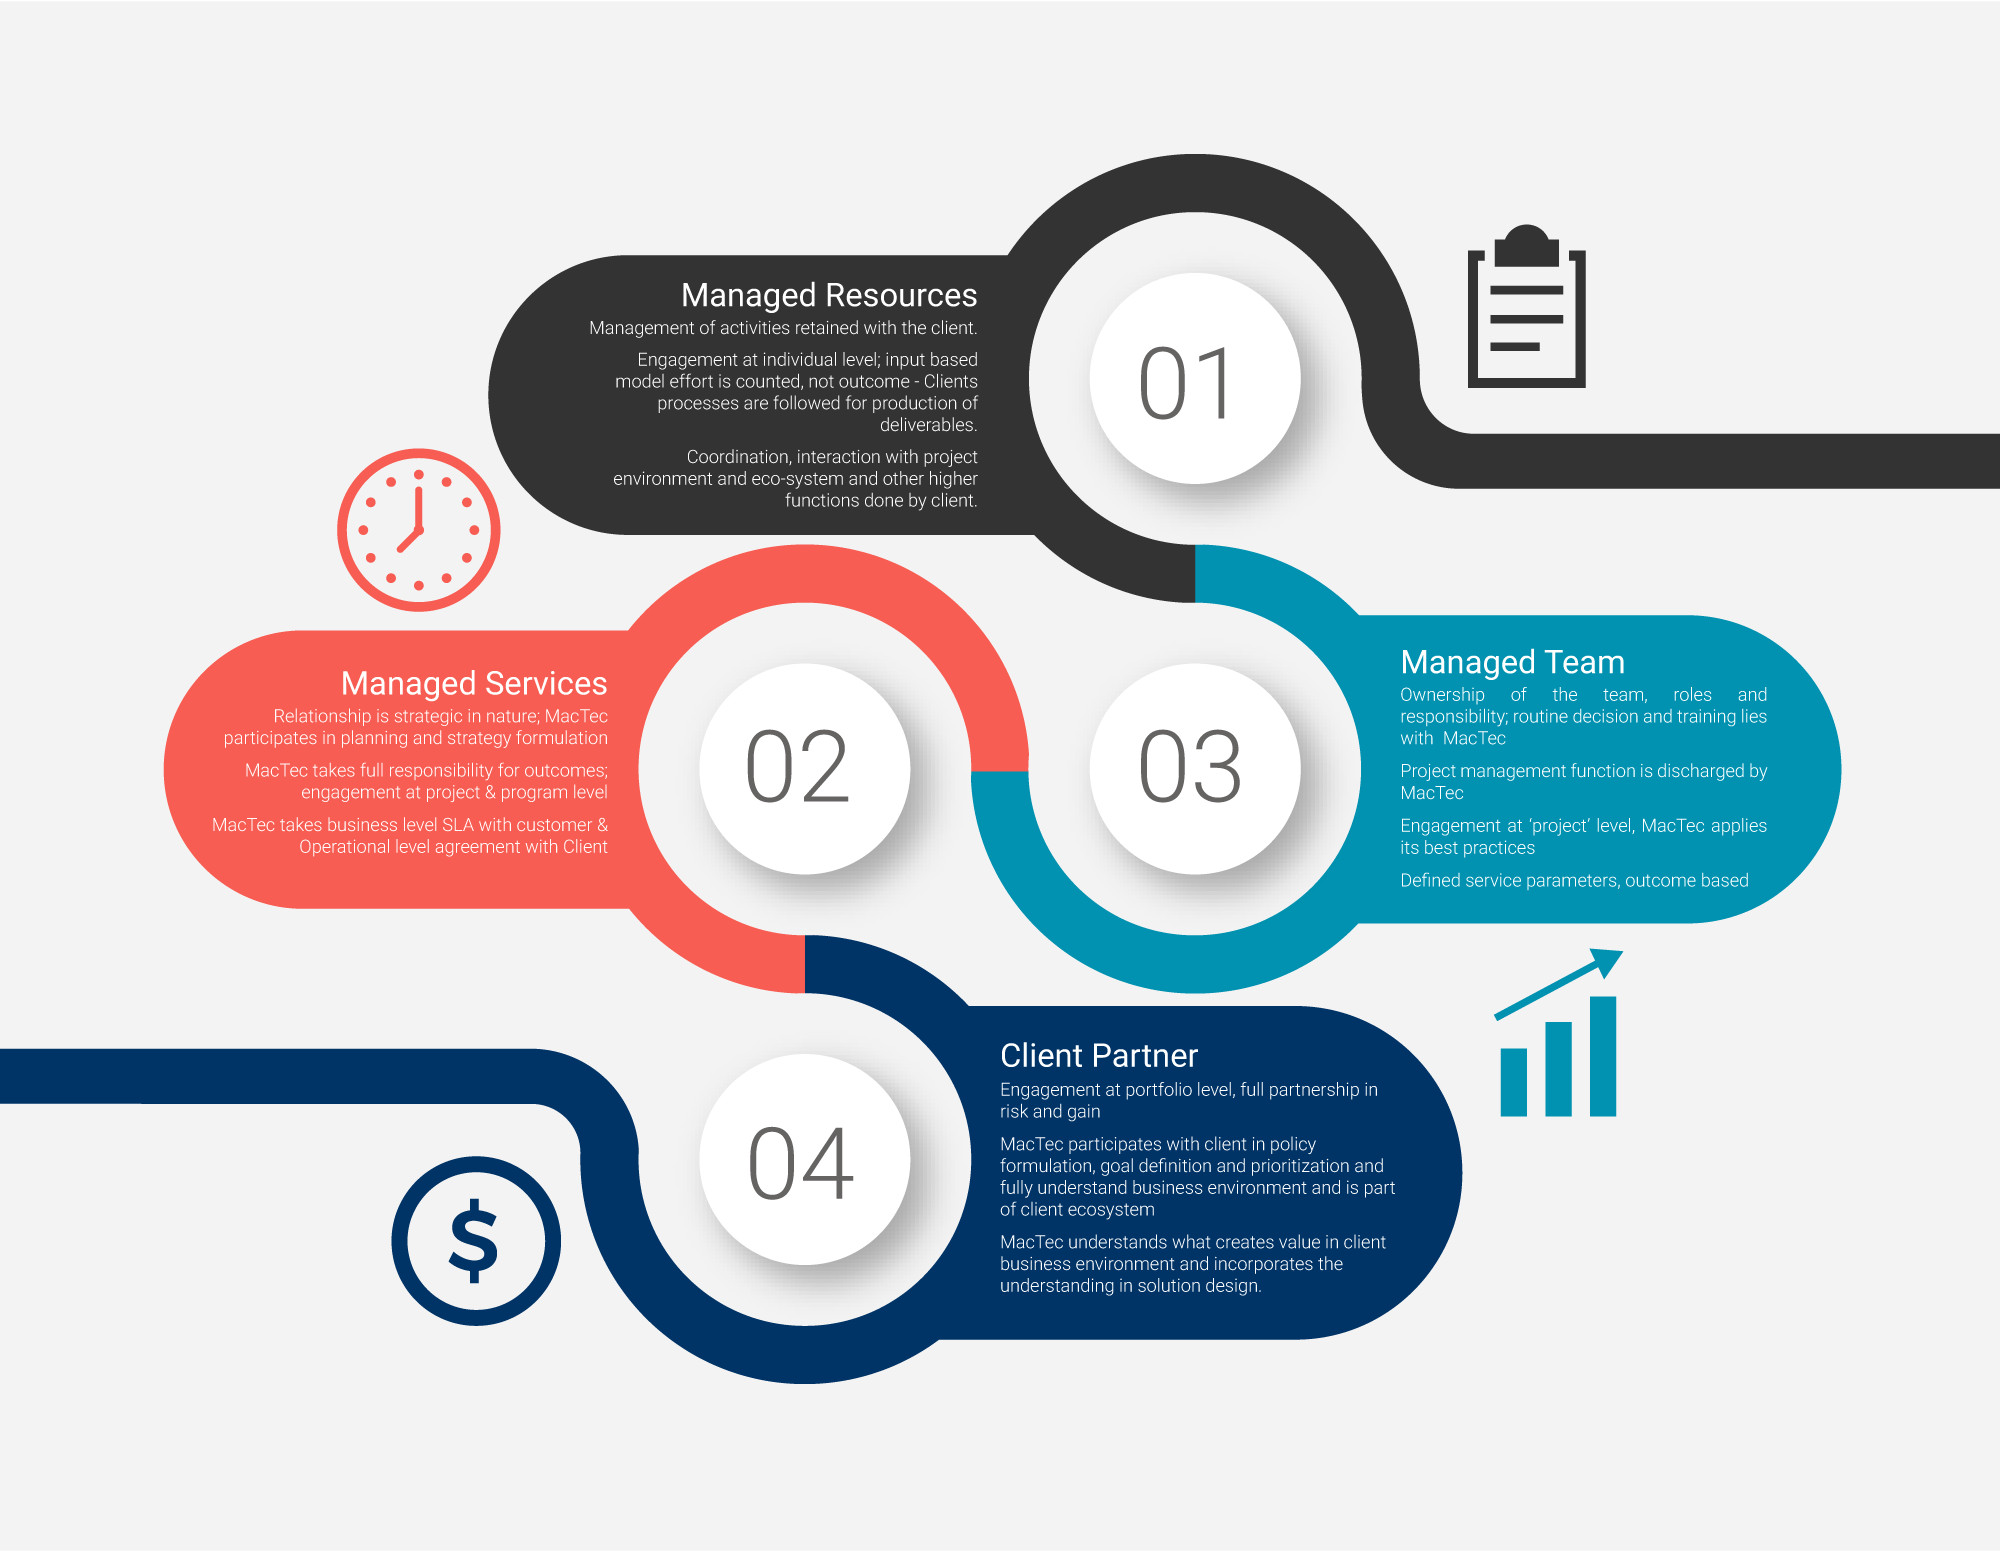 Managed Resources
Management of activities retained with the client.
Engagement at individual level; input based
model effort is counted, not outcome - Clients
processes are followed for production of
deliverables.
Coordination, interaction with project
environment and eco-system and other higher
functions done by client.
01
Managed Services
Relationship is strategic in nature; MacTec
participates in planning and strategy formulation
MacTec takes full responsibility for outcomes;
engagement at project & program level
MacTec takes business level SLA with customer &
Operational level agreement with Client
02
03
Managed Team
Ownership of the team, roles and
responsibility; routine decision and training lies
with MacTec
Project management function is discharged by
MacTec
Engagement at ‘project’ level, MacTec applies
its best practices
Defined service parameters, outcome based
04
Client Partner
Engagement at portfolio level, full partnership in
risk and gain
MacTec participates with client in policy
formulation, goal definition and prioritization and
fully understand business environment and is part
of client ecosystem
MacTec understands what creates value in client
business environment and incorporates the
understanding in solution design.
$